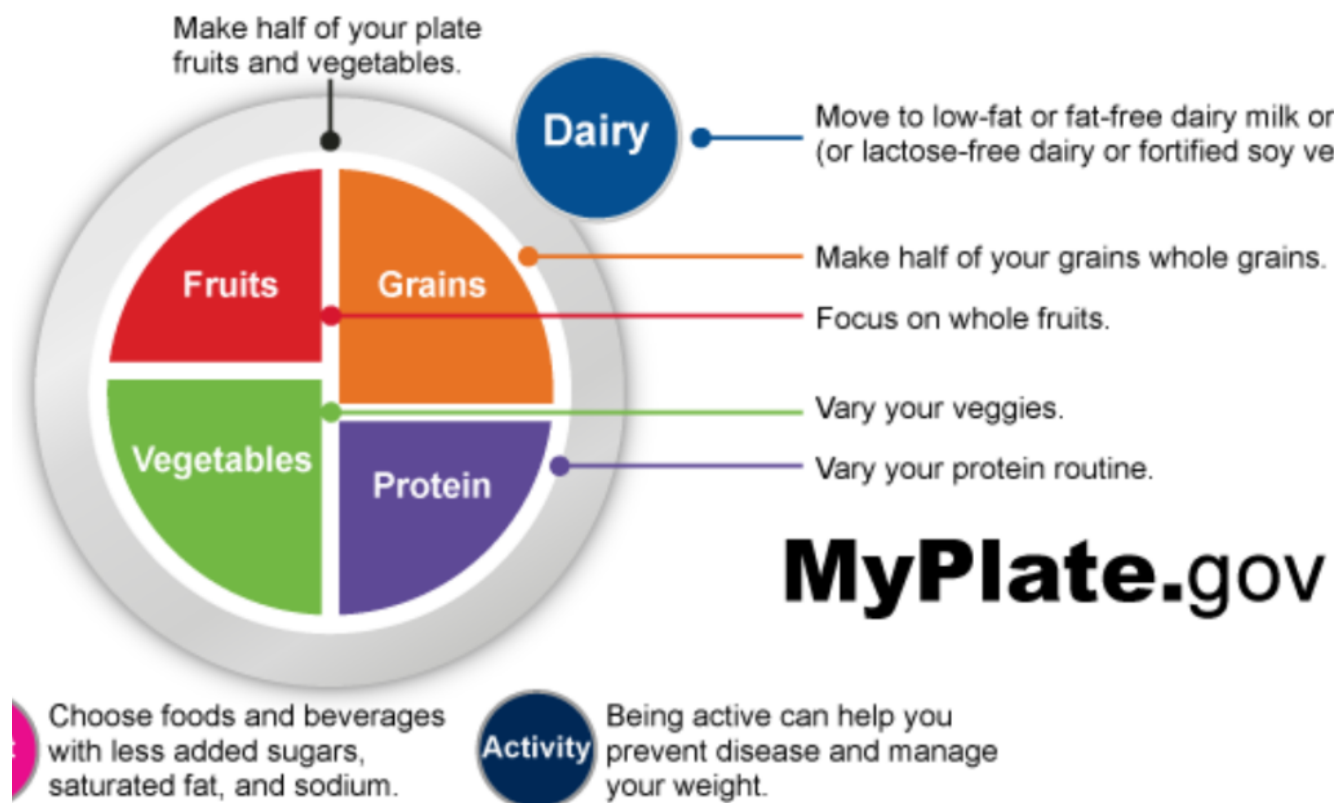 Make half of your plate
fruits and vegetables.
Dairy
Move to low-fat or fat-free dairy milk or
(or lactose-free dairy or fortified soy ve
Fruits
Grains
Make half of your grains whole grains.
Focus on whole fruits.
Vary your veggies.
Vegetables
Protein
Vary your protein routine.
MyPlate.gov
Choose foods and beverages
with less added sugars,
saturated fat, and sodium.
Activity
Being active can help you
prevent disease and manage
your weight.